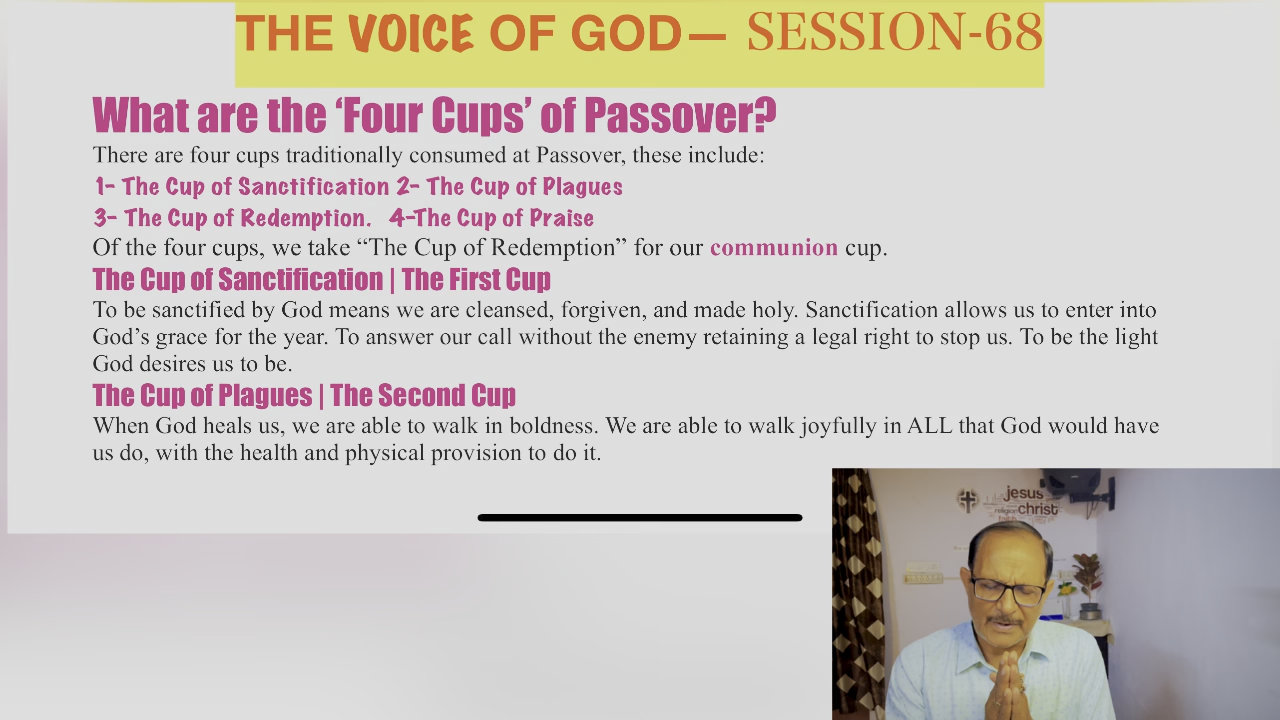 THE VOICE OF GOD— SESSION-68
What are the ‘Four Cups’ of Passover?
There are four cups traditionally consumed at Passover, these include:
1- The Cup of Sanctification 2- The Cup of Plagues
3- The Cup of Redemption. 4-The Cup of Praise
Of the four cups, we take “The Cup of Redemption” for our communion cup.
The Cup of Sanctification | The First Cup
To be sanctified by God means we are cleansed, forgiven, and made holy. Sanctification allows us to enter into
God’s grace for the year. To answer our call without the enemy retaining a legal right to stop us. To be the light
God desires us to be.
The Cup of Plagues | The Second Cup
When God heals us, we are able to walk in boldness. We are able to walk joyfully in ALL that God would have
us do, with the health and physical provision to do it.
jesus
religion christ
faith